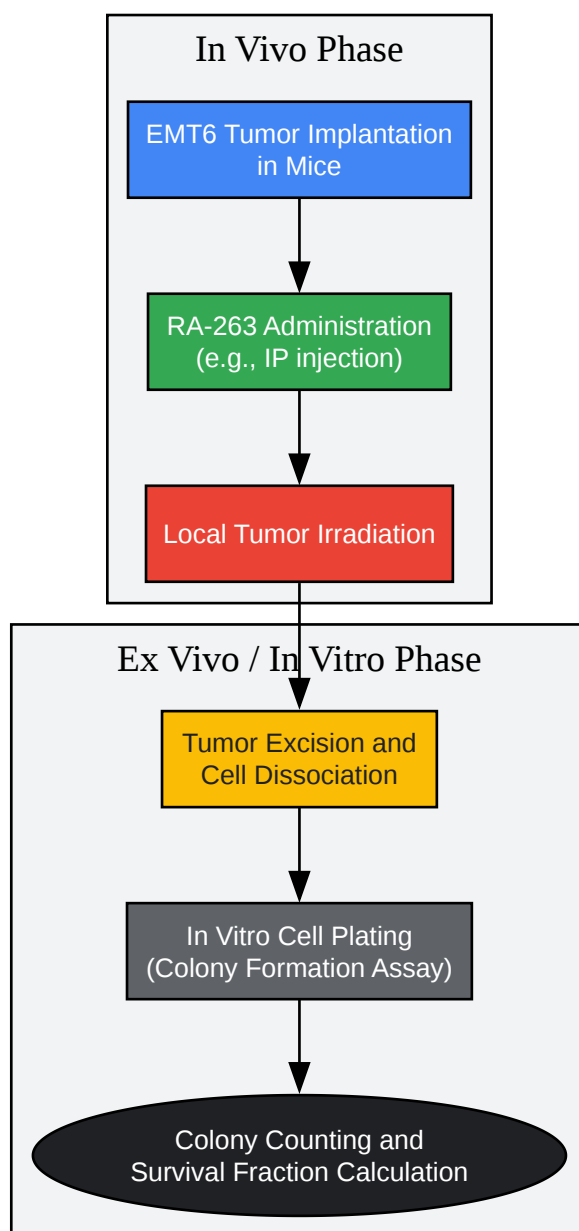 In Vivo Phase
EMT6 Tumor Implantation
in Mice
RA-263 Administration
(e.g., IP injection)
Local Tumor Irradiation
Ex Vivo / In Vitro Phase
Tumor Excision and
Cell Dissociation
In Vitro Cell Plating
(Colony Formation Assay)
Colony Counting and
Survival Fraction Calculation